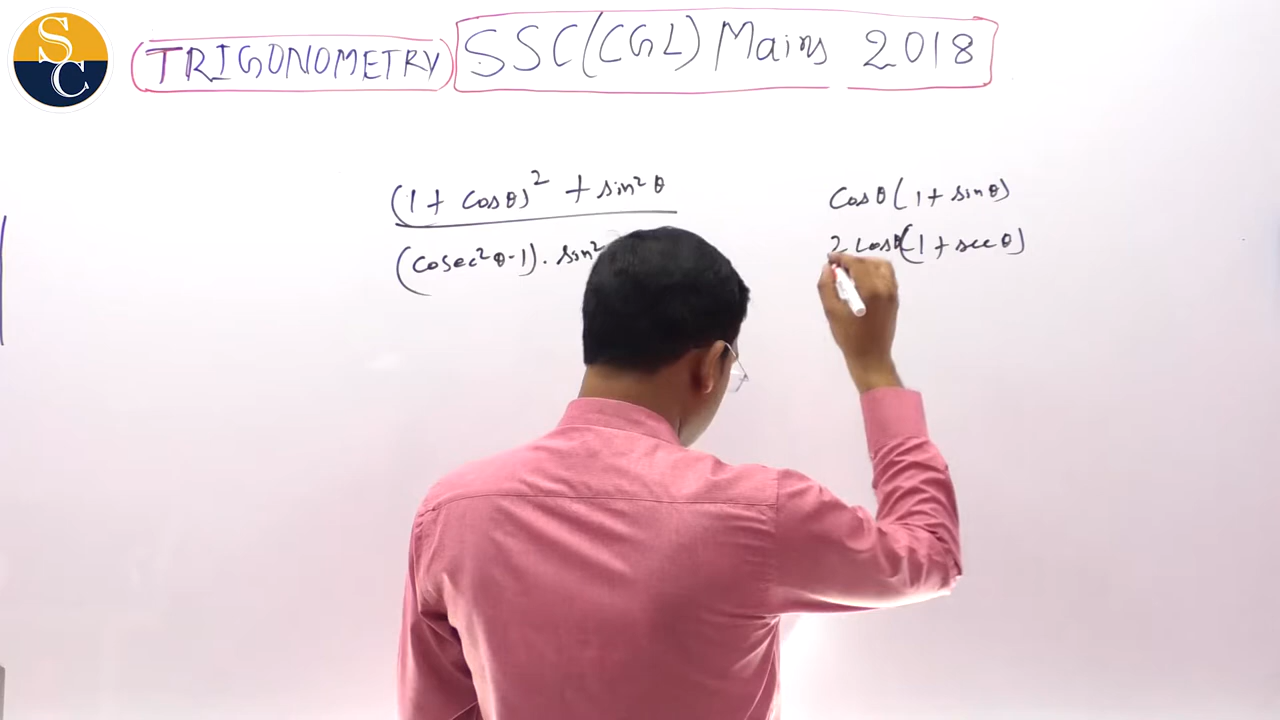 SC
(TRIGONOMETRY) SSC(CGL) Mains 2018
(1 + cosθ)² + sin²θ
(cosec²θ-1). sin²
cosθ(1 + sinθ)
2 cosθ(1 + secθ)